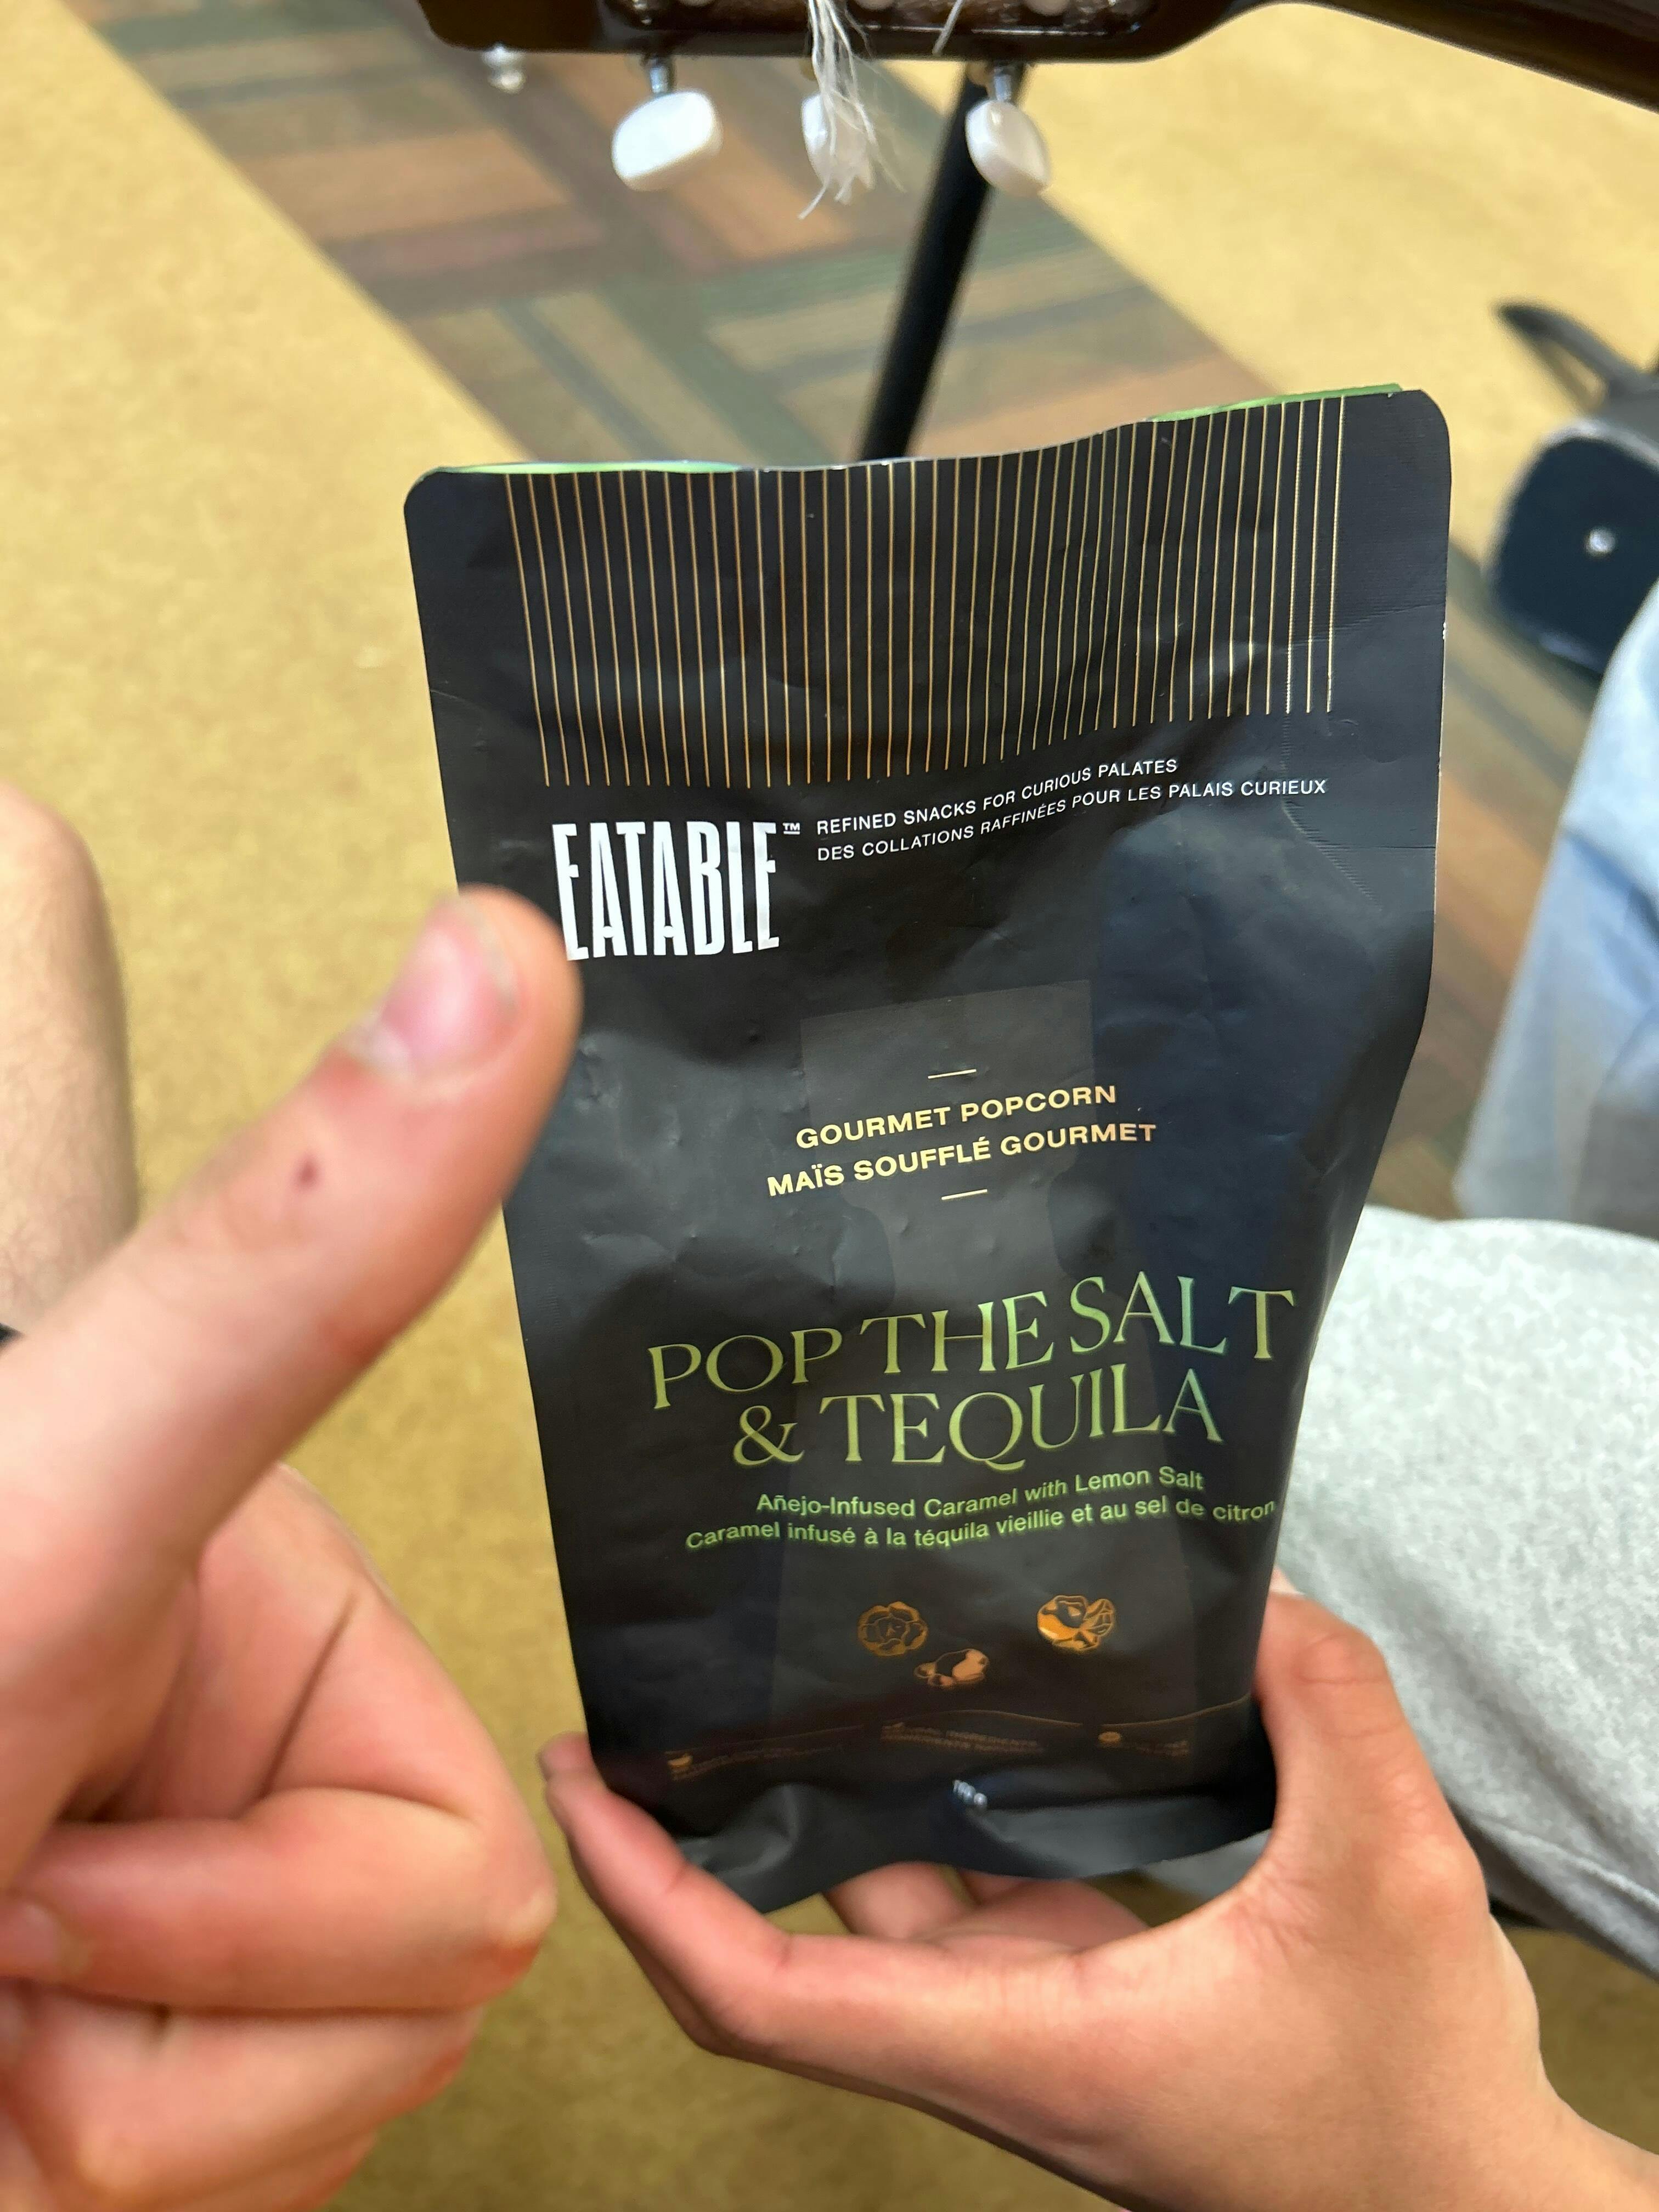 EATABLE™
REFINED SNACKS FOR CURIOUS PALATES
DES COLLATIONS RAFFINÉES POUR LES PALAIS CURIEUX
GOURMET POPCORN
MAÏS SOUFFLÉ GOURMET
POP THE SALT
& TEQUILA
Añejo-Infused Caramel with Lemon Salt
Caramel infusé à la téquila vieillie et au sel de citron